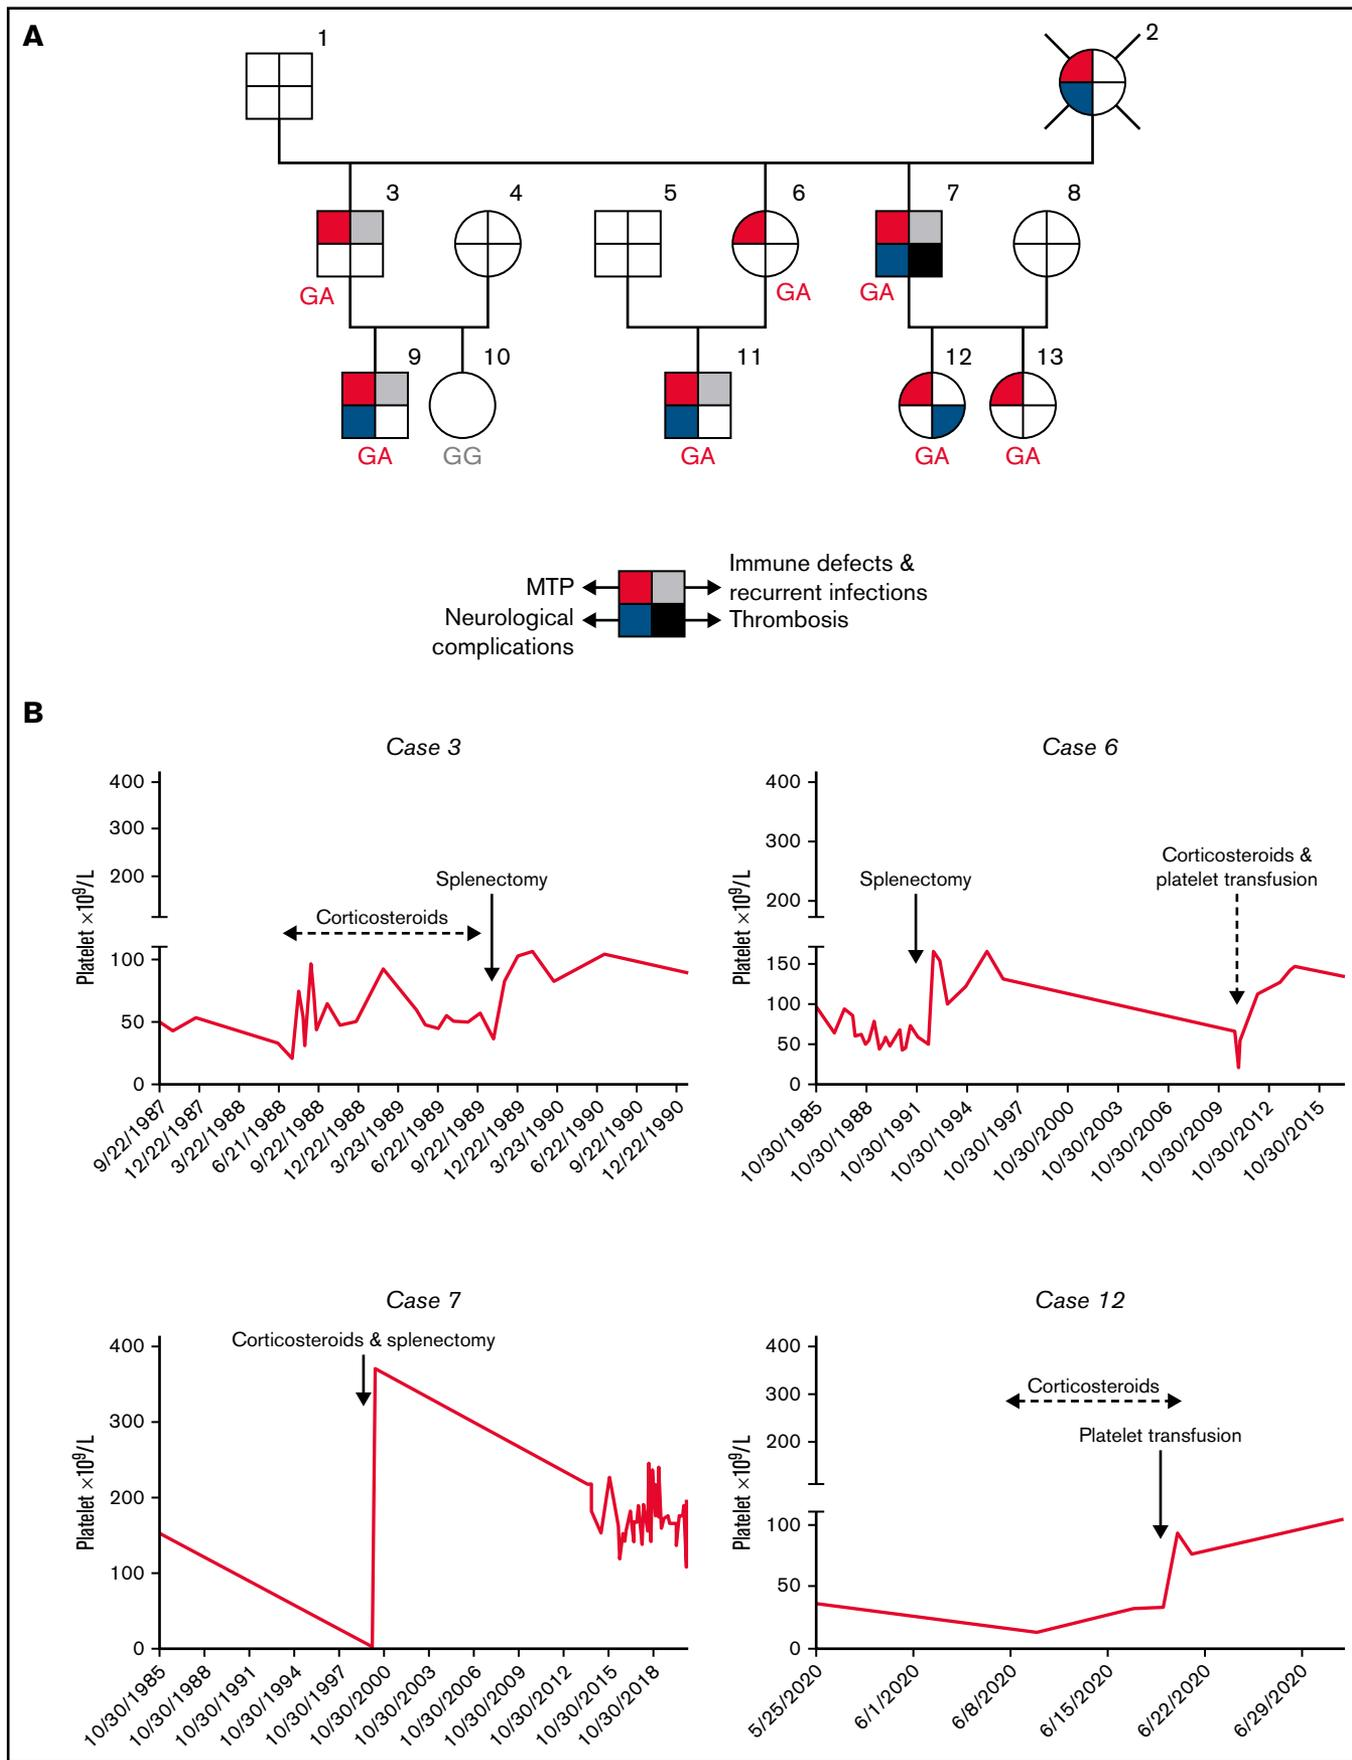 A
1
2
3
4
5
6
7
8
GA
GA
GA
9
10
11
12
13
GA
GG
GA
GA
GA
MTP
Immune defects &
recurrent infections
Neurological
complications
Thrombosis
B
Case 3
400
300
200
100
50
0
Platelet ×10⁹/L
Corticosteroids
Splenectomy
9/22/1987
12/22/1987
3/22/1988
6/21/1988
9/22/1988
12/22/1988
3/23/1989
6/22/1989
9/22/1989
12/22/1989
3/23/1990
6/22/1990
9/22/1990
12/22/1990
Case 6
400
300
200
150
100
50
0
Platelet ×10⁹/L
Splenectomy
Corticosteroids &
platelet transfusion
10/30/1985
10/30/1988
10/30/1991
10/30/1994
10/30/1997
10/30/2000
10/30/2003
10/30/2006
10/30/2009
10/30/2012
10/30/2015
Case 7
Corticosteroids & splenectomy
400
300
200
100
0
Platelet ×10⁹/L
10/30/1985
10/30/1988
10/30/1991
10/30/1994
10/30/1997
10/30/2000
10/30/2003
10/30/2006
10/30/2009
10/30/2012
10/30/2015
10/30/2018
Case 12
400
300
200
100
50
0
Platelet ×10⁹/L
Corticosteroids
Platelet transfusion
5/25/2020
6/1/2020
6/8/2020
6/15/2020
6/22/2020
6/29/2020